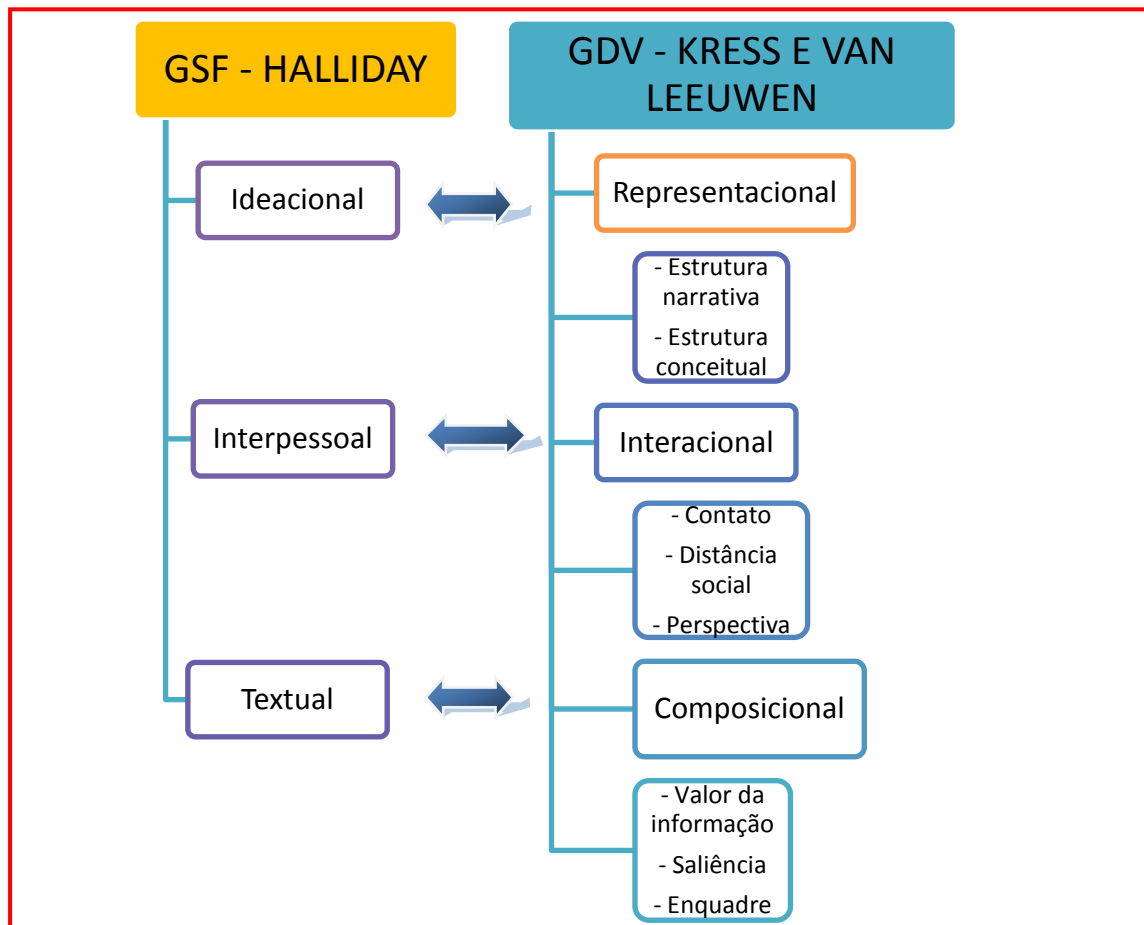 GSF - HALLIDAY
GDV - KRESS E VAN
LEEUWEN
Ideacional
Representacional
- Estrutura
narrativa
- Estrutura
conceitual
Interpessoal
Interacional
- Contato
- Distância
social
- Perspectiva
Textual
Composicional
- Valor da
informação
- Saliência
- Enquadre